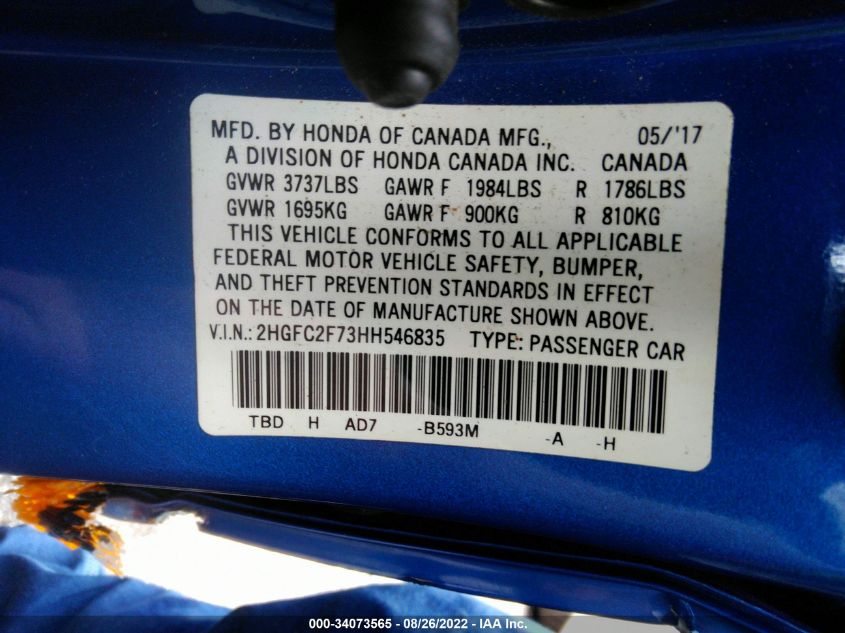 MFD. BY HONDA OF CANADA MFG., 05/'17
A DIVISION OF HONDA CANADA INC. CANADA
GVWR 3737LBS GAWR F 1984LBS R 1786LBS
GVWR 1695KG GAWR F 900KG R 810KG
THIS VEHICLE CONFORMS TO ALL APPLICABLE
FEDERAL MOTOR VEHICLE SAFETY, BUMPER,
AND THEFT PREVENTION STANDARDS IN EFFECT
ON THE DATE OF MANUFACTURE SHOWN ABOVE.
V.I.N.: 2HGFC2F73HH546835 TYPE: PASSENGER CAR
TBD H AD7 -B593M -A -H
000-34073565 - 08/26/2022 - IAA Inc.